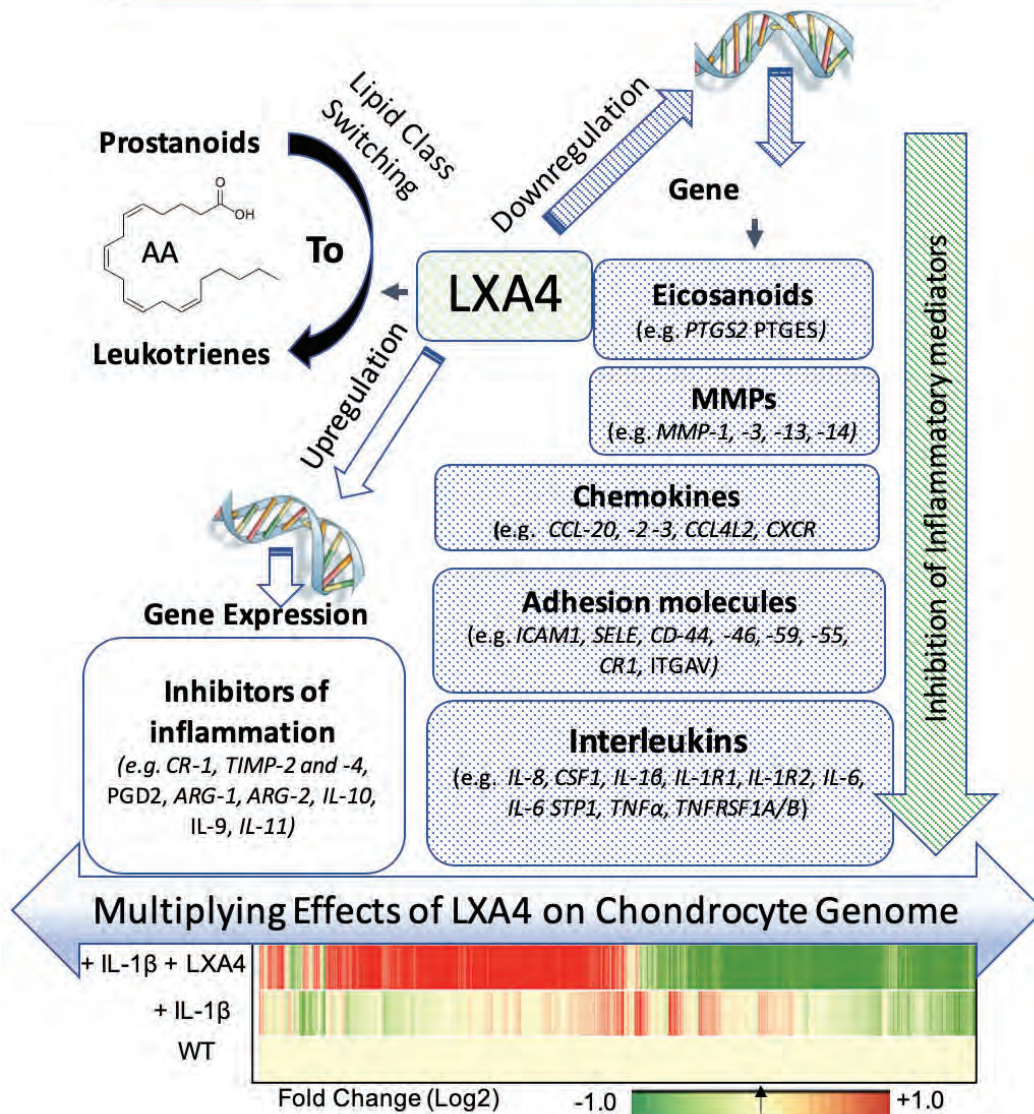 Lipid Class
Switching
Prostanoids
O
OH
AA
To
Leukotrienes
Downregulation
Gene
LXA4
Upregulation
Eicosanoids
(e.g. PTGS2 PTGES)
MMPs
(e.g. MMP-1, -3, -13, -14)
Chemokines
(e.g. CCL-20, -2 -3, CCL4L2, CXCR
Adhesion molecules
(e.g. ICAM1, SELE, CD-44, -46, -59, -55,
CR1, ITGAV)
Interleukins
(e.g. IL-8, CSF1, IL-1β, IL-1R1, IL-1R2, IL-6,
IL-6 STP1, TNFα, TNFRSF1A/B)
Inhibition of Inflammatory mediators
Gene Expression
Inhibitors of
inflammation
(e.g. CR-1, TIMP-2 and -4,
PGD2, ARG-1, ARG-2, IL-10,
IL-9, IL-11)
Multiplying Effects of LXA4 on Chondrocyte Genome
+ IL-1β + LXA4
+ IL-1β
WT
Fold Change (Log2) -1.0 +1.0